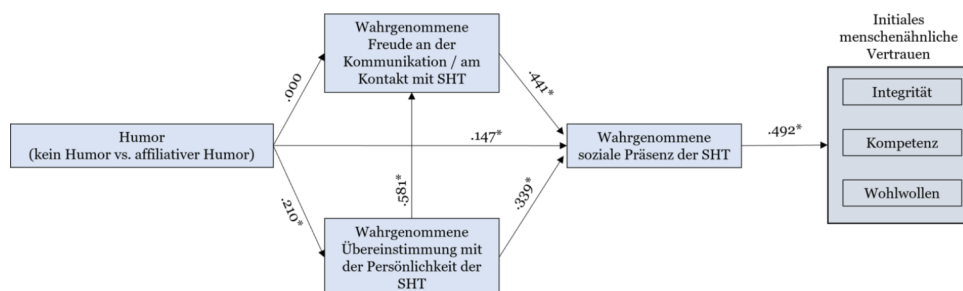 Initiales
menschenähnliche
Vertrauen
Wahrgenommene
Freude an der
Kommunikation / am
Kontakt mit SHT
Integrität
.000
.441*
Humor
(kein Humor vs. affiliativer Humor)
.147*
Wahrgenommene
soziale Präsenz der SHT
.492*
Kompetenz
.210*
.581*
.339*
Wohlwollen
Wahrgenommene
Übereinstimmung mit
der Persönlichkeit der
SHT